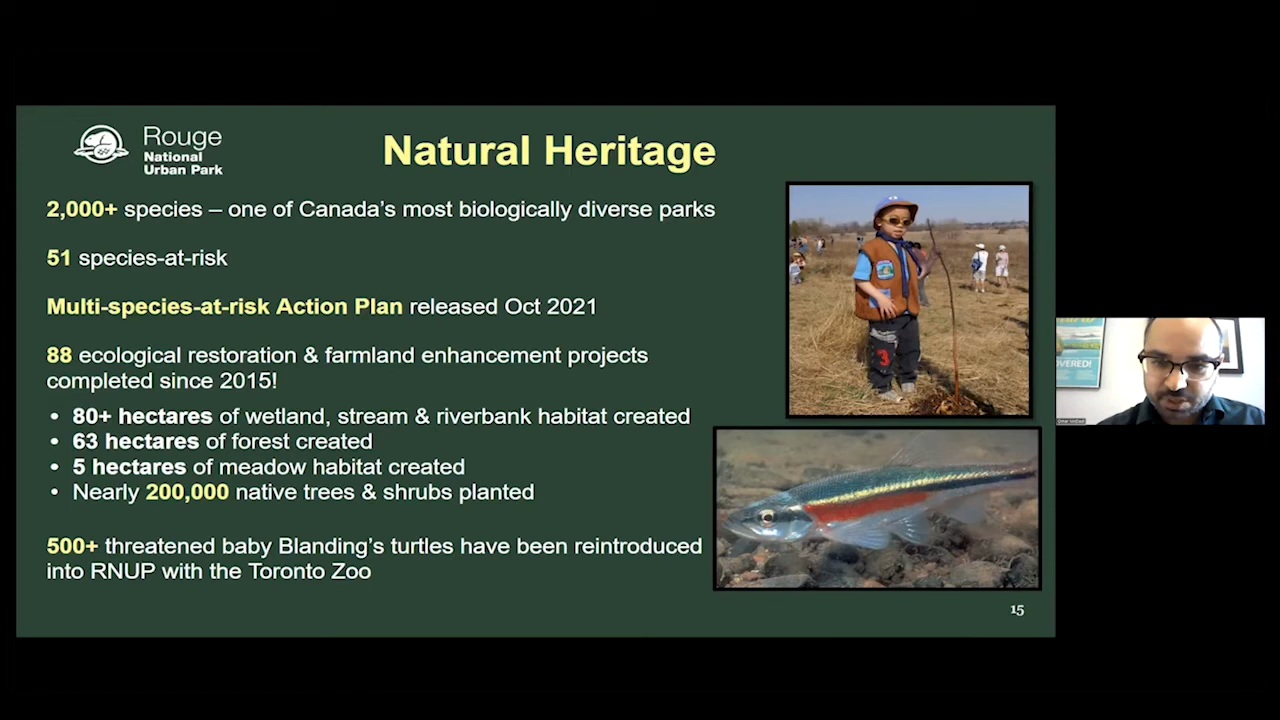 Rouge
National
Urban Park
Natural Heritage
2,000+ species – one of Canada's most biologically diverse parks
51 species-at-risk
Multi-species-at-risk Action Plan released Oct 2021
88 ecological restoration & farmland enhancement projects
completed since 2015!
• 80+ hectares of wetland, stream & riverbank habitat created
• 63 hectares of forest created
• 5 hectares of meadow habitat created
• Nearly 200,000 native trees & shrubs planted
500+ threatened baby Blanding's turtles have been reintroduced
into RNUP with the Toronto Zoo
3
15
OVERED!